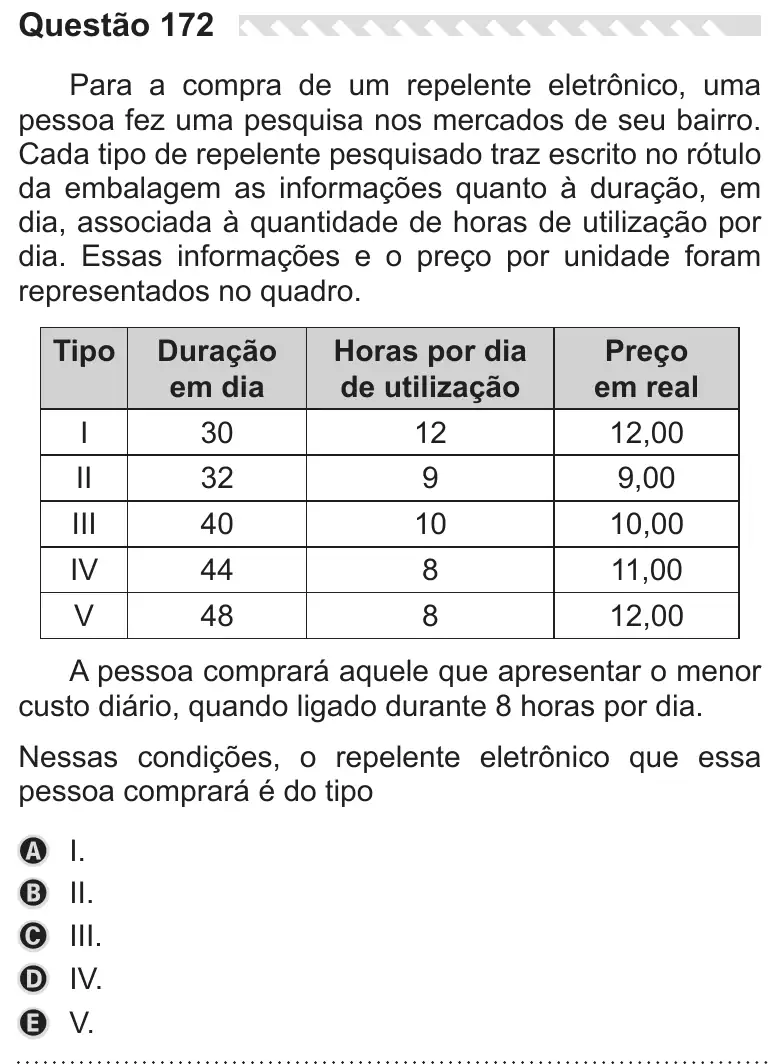 Questão 172
Para a compra de um repelente eletrônico, uma
pessoa fez uma pesquisa nos mercados de seu bairro.
Cada tipo de repelente pesquisado traz escrito no rótulo
da embalagem as informações quanto à duração, em
dia, associada à quantidade de horas de utilização por
dia. Essas informações e o preço por unidade foram
representados no quadro.
Tipo Duração em dia Horas por dia de utilização Preço em real
I 30 12 12,00
II 32 9 9,00
III 40 10 10,00
IV 44 8 11,00
V 48 8 12,00
A pessoa comprará aquele que apresentar o menor
custo diário, quando ligado durante 8 horas por dia.
Nessas condições, o repelente eletrônico que essa
pessoa comprará é do tipo
A I.
B II.
C III.
D IV.
E V.